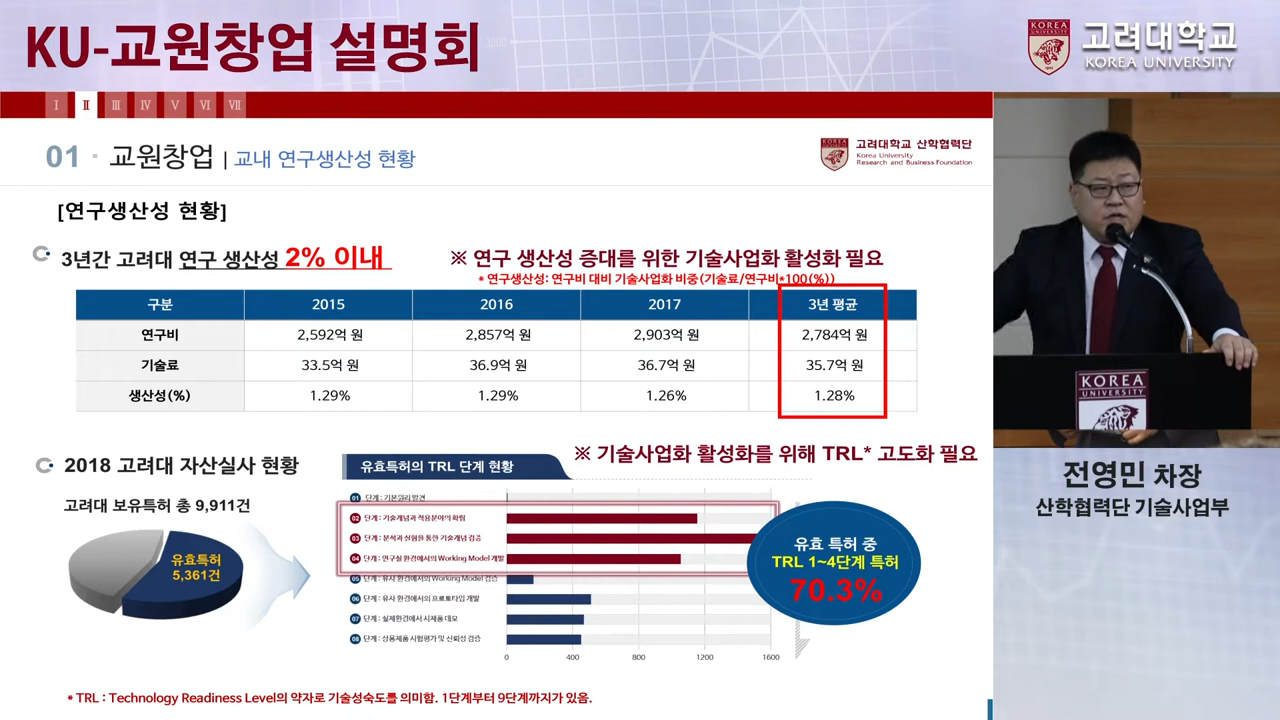 KU-교원창업 설명회
KOREA UNIVERSITY
고려대학교
KOREA UNIVERSITY
Ⅰ Ⅱ Ⅲ Ⅳ Ⅴ Ⅵ Ⅶ
01 · 교원창업 | 교내 연구생산성 현황
고려대학교 산학협력단
Korea University
Research and Business Foundation
[연구생산성 현황]
3년간 고려대 연구 생산성 2% 이내
※ 연구 생산성 증대를 위한 기술사업화 활성화 필요
* 연구생산성: 연구비 대비 기술사업화 비중(기술료/연구비*100(%))
구분 2015 2016 2017 3년 평균
연구비 2,592억 원 2,857억 원 2,903억 원 2,784억 원
기술료 33.5억 원 36.9억 원 36.7억 원 35.7억 원
생산성(%) 1.29% 1.29% 1.26% 1.28%
KOREA
UNIVERSITY
전영민 차장
산학협력단 기술사업부
2018 고려대 자산실사 현황
고려대 보유특허 총 9,911건
유효특허
5,361건
유효특허의 TRL 단계 현황
※ 기술사업화 활성화를 위해 TRL* 고도화 필요
01 단계 : 기본원리 발견
02 단계 : 기술개념과 적용분야의 확립
03 단계 : 분석과 실험을 통한 기술개념 검증
04 단계 : 연구실 환경에서의 Working Model 개발
05 단계 : 유사 환경에서의 Working Model 검증
06 단계 : 유사 환경에서의 프로토타입 개발
07 단계 : 실제환경에서 시제품 데모
08 단계 : 상용제품 시험평가 및 신뢰성 검증
0 400 800 1200 1600
유효 특허 중
TRL 1~4단계 특허
70.3%
* TRL : Technology Readiness Level의 약자로 기술성숙도를 의미함. 1단계부터 9단계까지가 있음.